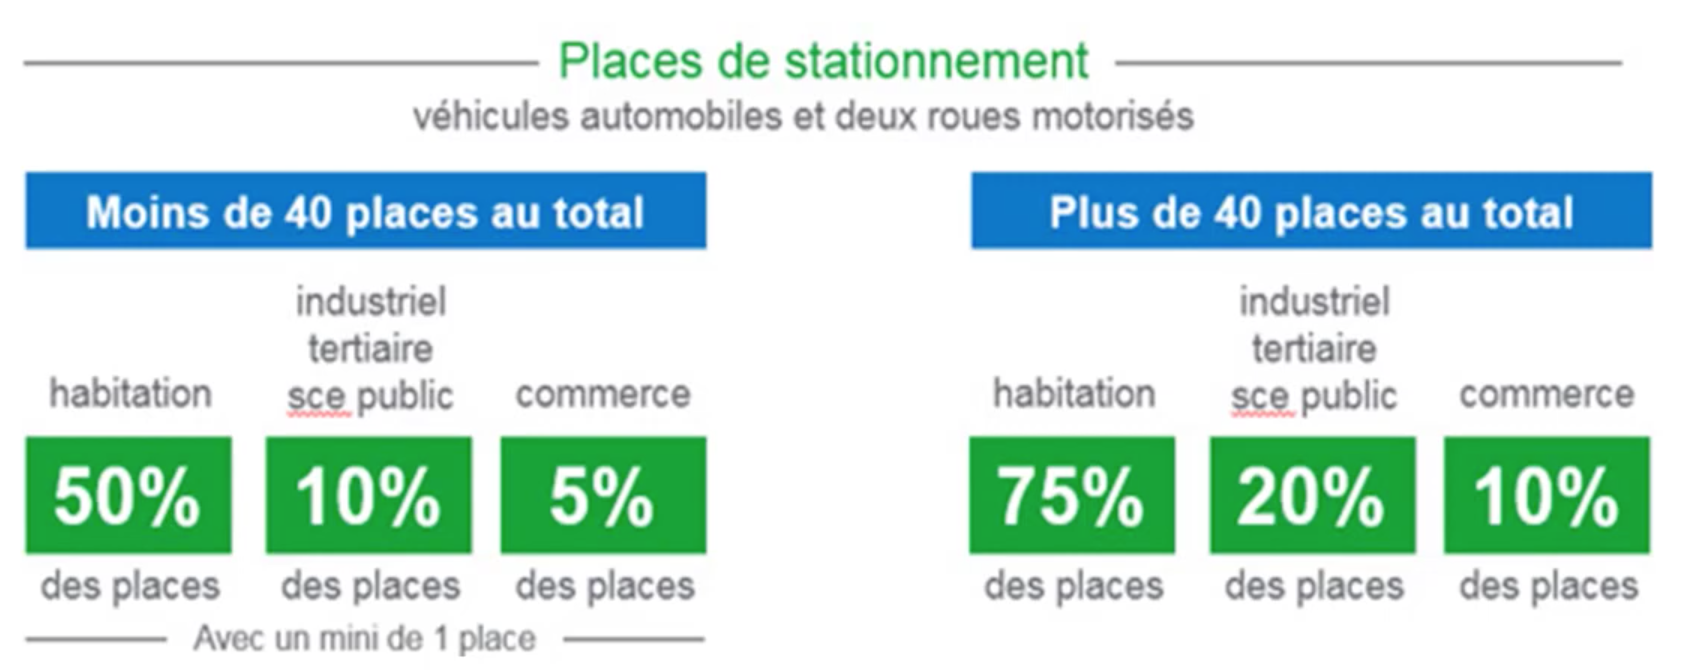 Places de stationnement
véhicules automobiles et deux roues motorisés
Moins de 40 places au total
habitation
industriel
tertiaire
sce public
commerce
50%
10%
5%
des places
des places
des places
Avec un mini de 1 place
Plus de 40 places au total
habitation
industriel
tertiaire
sce public
commerce
75%
20%
10%
des places
des places
des places